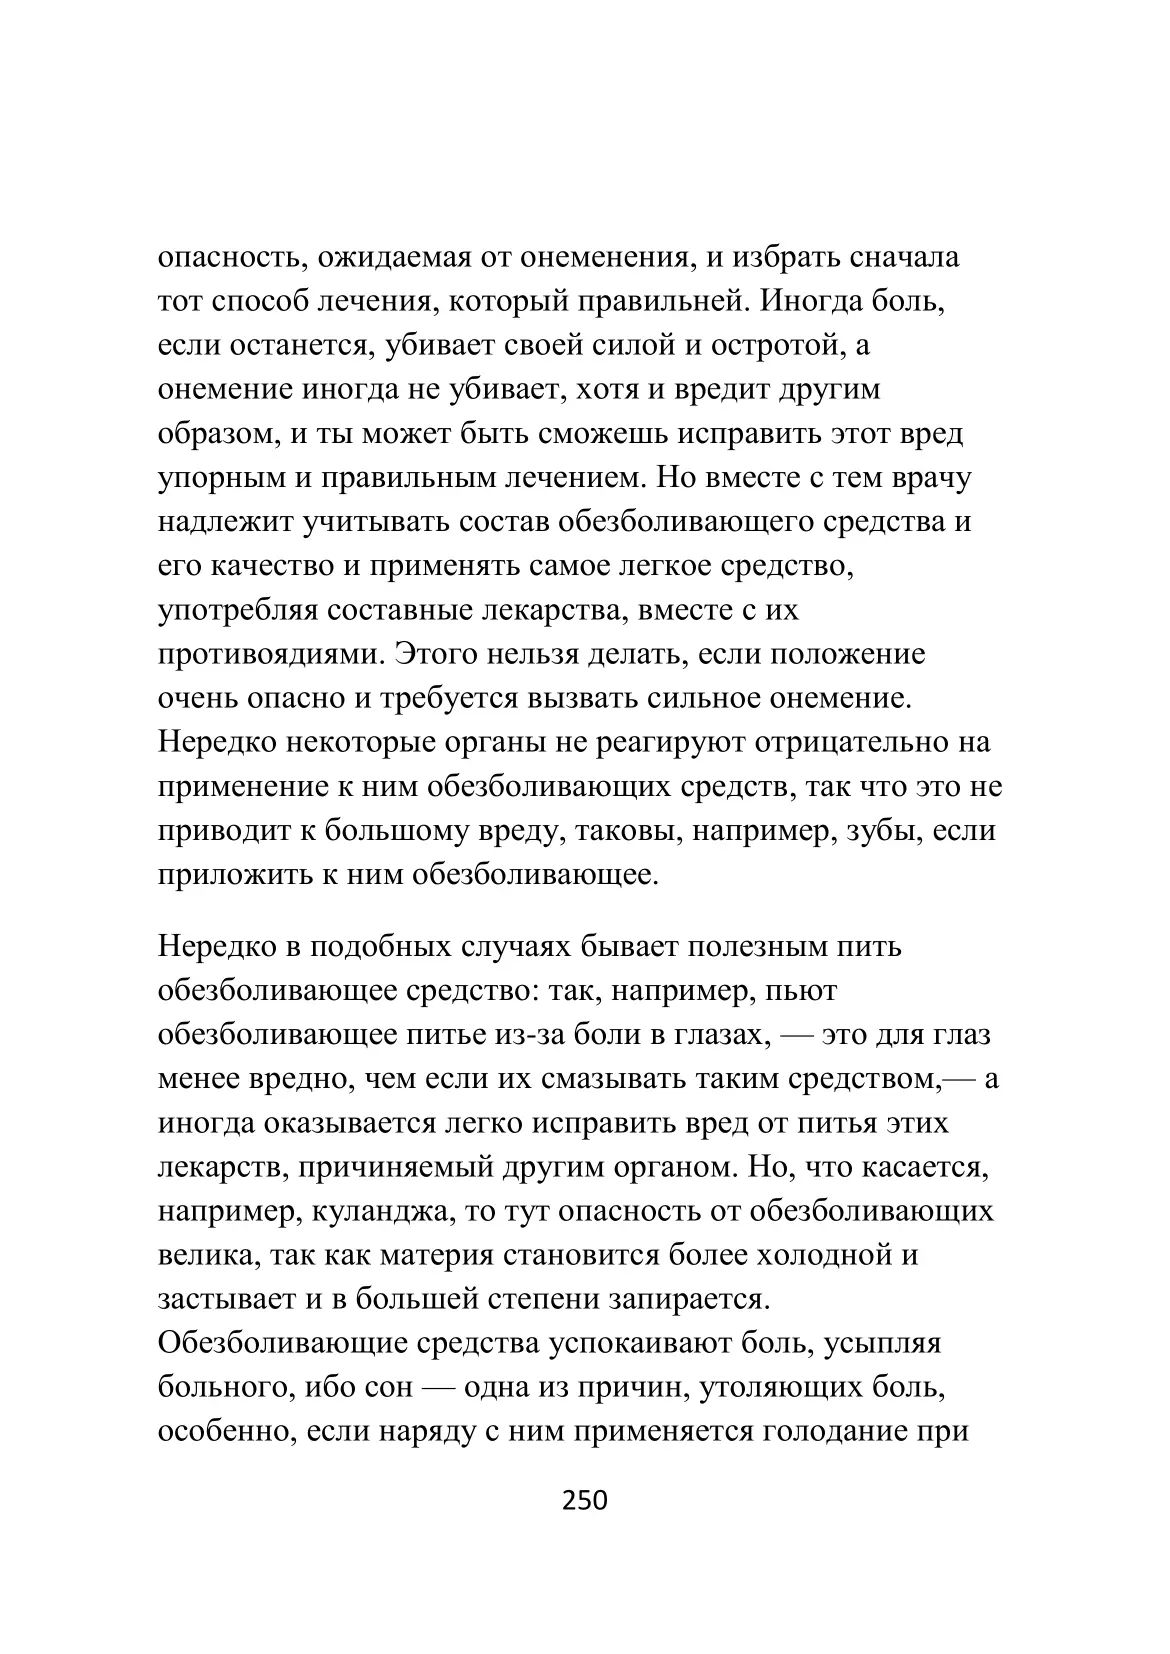 опасность, ожидаемая от онеменения, и избрать сначала
тот способ лечения, который правильней. Иногда боль,
если останется, убивает своей силой и остротой, а
онемение иногда не убивает, хотя и вредит другим
образом, и ты может быть сможешь исправить этот вред
упорным и правильным лечением. Но вместе с тем врачу
надлежит учитывать состав обезболивающего средства и
его качество и применять самое легкое средство,
употребляя составные лекарства, вместе с их
противоядиями. Этого нельзя делать, если положение
очень опасно и требуется вызвать сильное онемение.
Нередко некоторые органы не реагируют отрицательно на
применение к ним обезболивающих средств, так что это не
приводит к большому вреду, таковы, например, зубы, если
приложить к ним обезболивающее.
Нередко в подобных случаях бывает полезным пить
обезболивающее средство: так, например, пьют
обезболивающее питье из-за боли в глазах, — это для глаз
менее вредно, чем если их смазывать таким средством,— а
иногда оказывается легко исправить вред от питья этих
лекарств, причиняемый другим органом. Но, что касается,
например, куланджа, то тут опасность от обезболивающих
велика, так как материя становится более холодной и
застывает и в большей степени запирается.
Обезболивающие средства успокаивают боль, усыпляя
больного, ибо сон — одна из причин, утоляющих боль,
особенно, если наряду с ним применяется голодание при
250